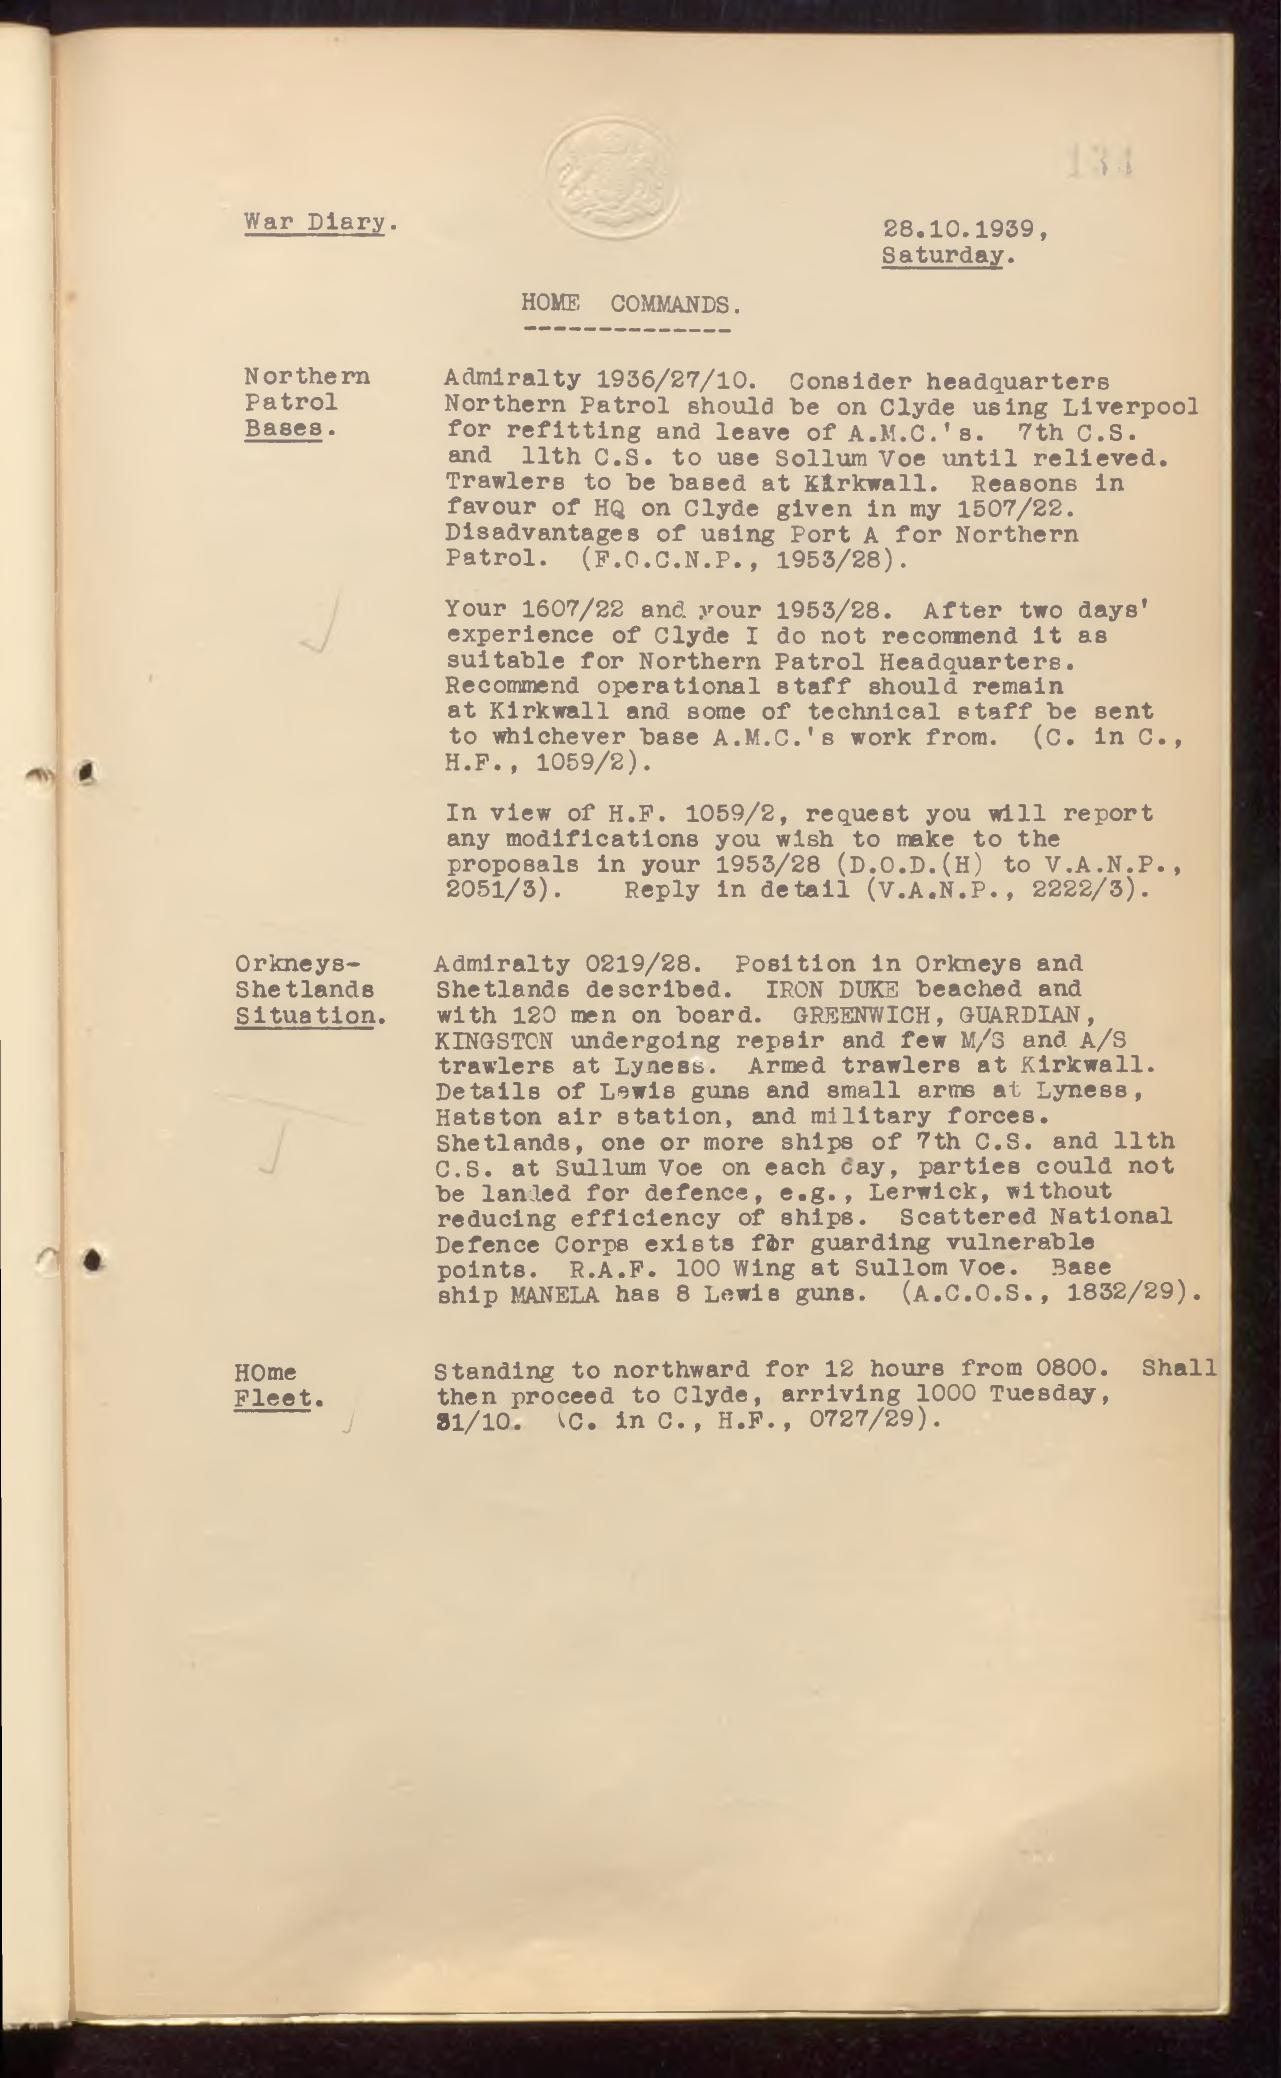 134
War Diary.
28.10.1939,
Saturday.
HOME COMMANDS.
--------------
Northern
Patrol
Bases.
Admiralty 1936/27/10. Consider headquarters
Northern Patrol should be on Clyde using Liverpool
for refitting and leave of A.M.C.'s. 7th C.S.
and 11th C.S. to use Sollum Voe until relieved.
Trawlers to be based at Kirkwall. Reasons in
favour of HQ on Clyde given in my 1507/22.
Disadvantages of using Port A for Northern
Patrol. (F.O.C.N.P., 1953/28).
Your 1607/22 and your 1953/28. After two days'
experience of Clyde I do not recommend it as
suitable for Northern Patrol Headquarters.
Recommend operational staff should remain
at Kirkwall and some of technical staff be sent
to whichever base A.M.C.'s work from. (C. in C.,
H.F., 1059/2).
In view of H.F. 1059/2, request you will report
any modifications you wish to make to the
proposals in your 1953/28 (D.O.D.(H) to V.A.N.P.,
2051/3). Reply in detail (V.A.N.P., 2222/3).
Orkneys-
Shetlands
Situation.
Admiralty 0219/28. Position in Orkneys and
Shetlands described. IRON DUKE beached and
with 120 men on board. GREENWICH, GUARDIAN,
KINGSTON undergoing repair and few M/S and A/S
trawlers at Lyness. Armed trawlers at Kirkwall.
Details of Lewis guns and small arms at Lyness,
Hatston air station, and military forces.
Shetlands, one or more ships of 7th C.S. and 11th
C.S. at Sullum Voe on each day, parties could not
be landed for defence, e.g., Lerwick, without
reducing efficiency of ships. Scattered National
Defence Corps exists for guarding vulnerable
points. R.A.F. 100 Wing at Sullom Voe. Base
ship MANELA has 8 Lewis guns. (A.C.O.S., 1832/29).
HOme
Fleet.
Standing to northward for 12 hours from 0800. Shall
then proceed to Clyde, arriving 1000 Tuesday,
31/10. (C. in C., H.F., 0727/29).